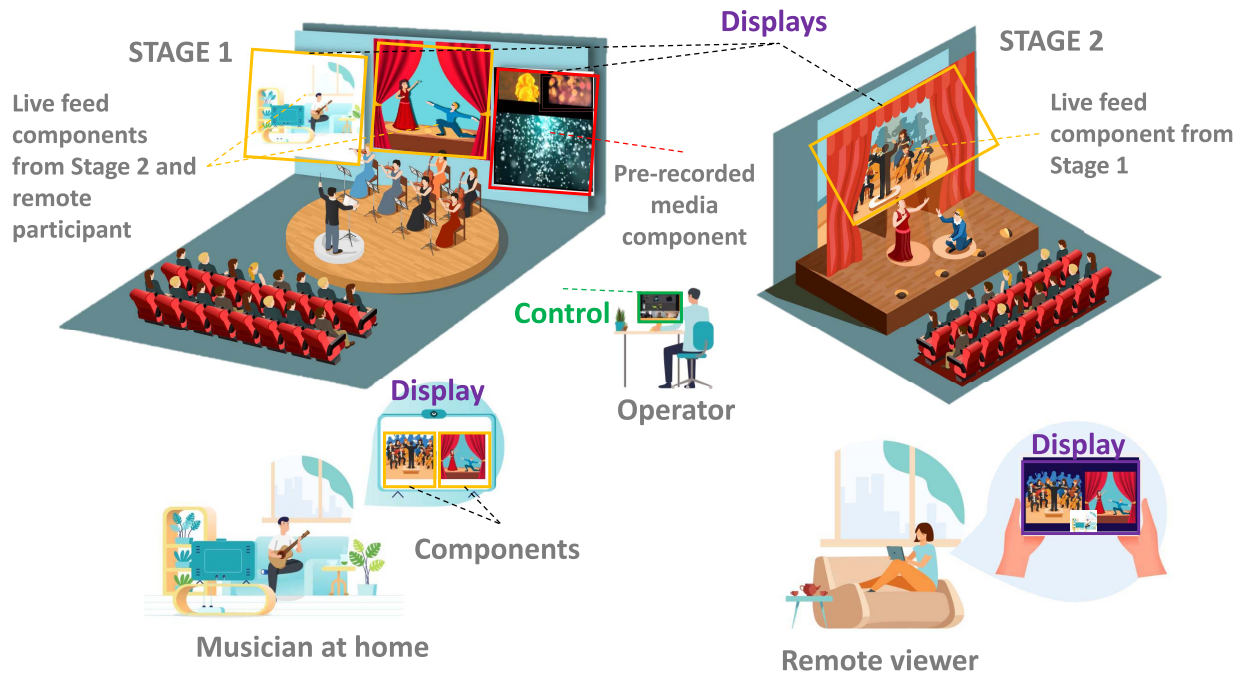 Displays
STAGE 1
STAGE 2
Live feed
components
from Stage 2 and
remote
participant
Live feed
component from
Stage 1
Pre-recorded
media
component
Control
Operator
Display
Components
Musician at home
Display
Remote viewer